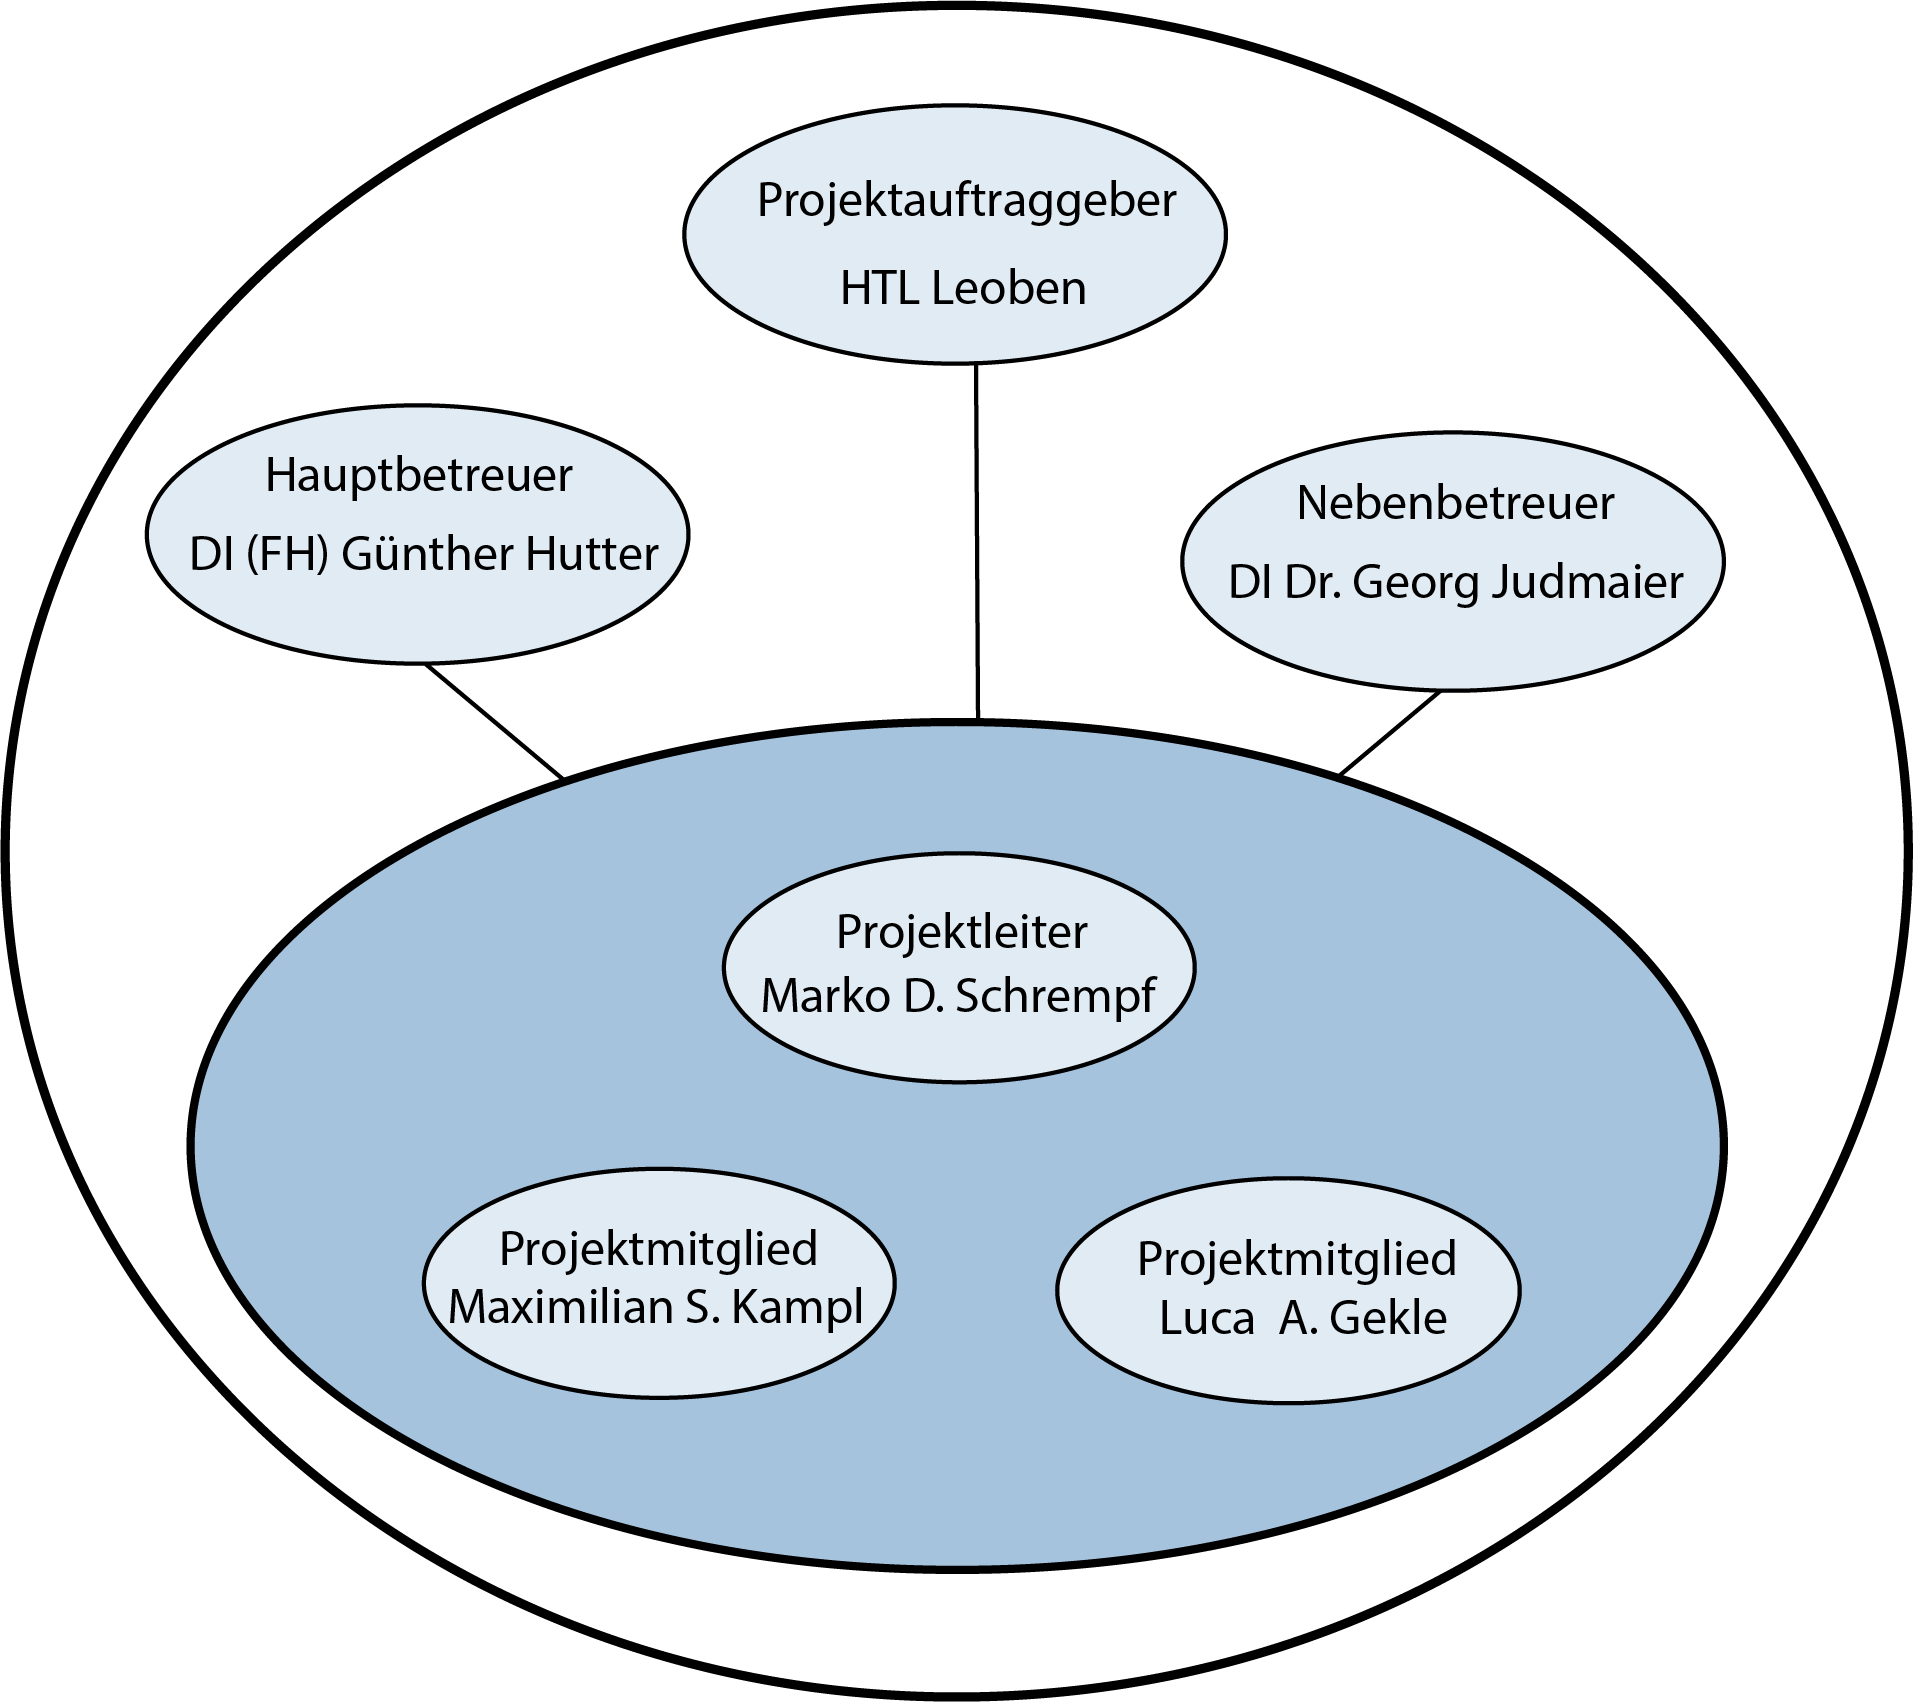 Projektauftraggeber
HTL Leoben
Hauptbetreuer
DI (FH) Günther Hutter
Nebenbetreuer
DI Dr. Georg Judmaier
Projektleiter
Marko D. Schrempf
Projektmitglied
Maximilian S. Kampl
Projektmitglied
Luca A. Gekle